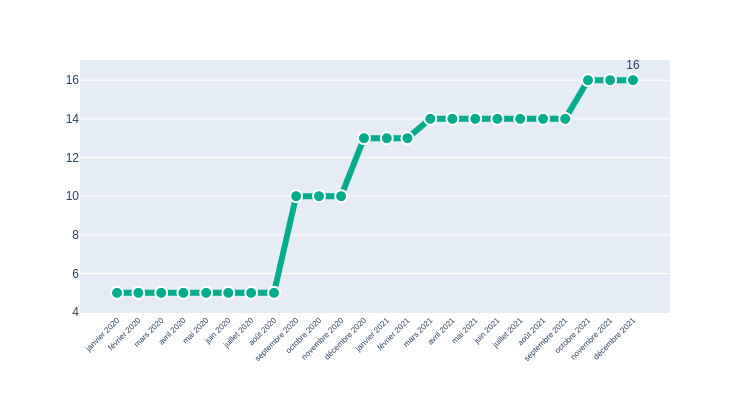 16
16
14
12
10
8
6
4
janvier 2020
février 2020
mars 2020
avril 2020
mai 2020
juin 2020
juillet 2020
août 2020
septembre 2020
octobre 2020
novembre 2020
décembre 2020
janvier 2021
février 2021
mars 2021
avril 2021
mai 2021
juin 2021
juillet 2021
août 2021
septembre 2021
octobre 2021
novembre 2021
décembre 2021